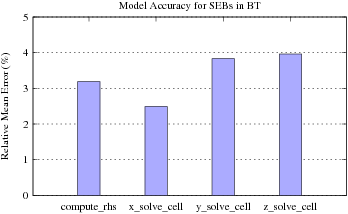 Model Accuracy for SEBs in BT
Relative Mean Error (%)
5
4
3
2
1
0
compute_rhs x_solve_cell y_solve_cell z_solve_cell